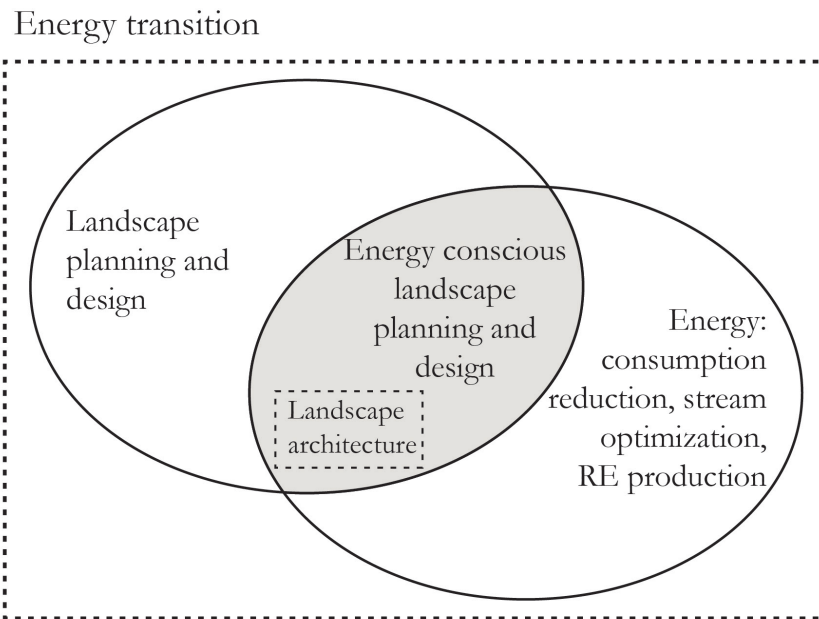 Energy transition
Landscape
planning and
design
Energy conscious
landscape
planning and
design
Landscape
architecture
Energy:
consumption
reduction, stream
optimization,
RE production